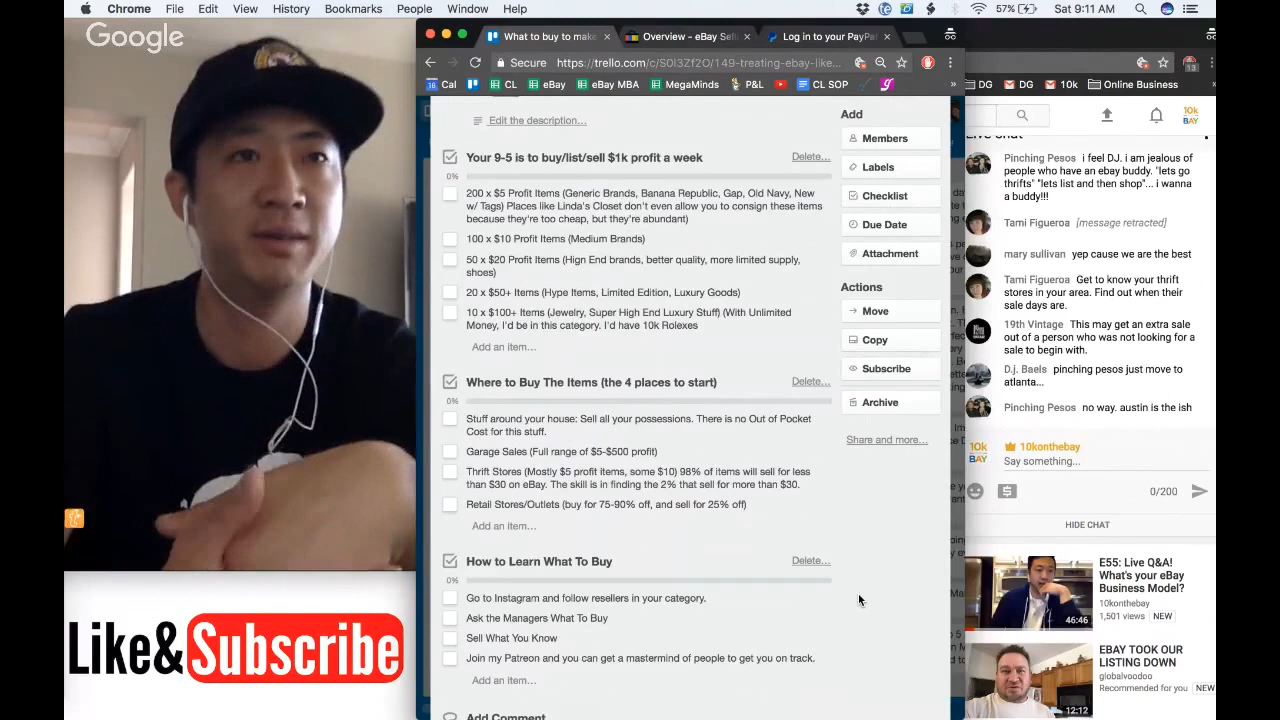 Chrome File Edit View History Bookmarks People Window Help 57% Sat 9:11 AM
Google
What to buy to make
Overview - eBay Sell
Log in to your PayPa
Secure https://trello.com/c/S0I3Zf2O/149-treating-ebay-like...
Cal CL eBay eBay MBA MegaMinds P&L CL SOP »
DG DG 10k Online Business
13
10k BAY
Edit the description...
Your 9-5 is to buy/list/sell $1k profit a week
Delete...
0%
200 x $5 Profit Items (Generic Brands, Banana Republic, Gap, Old Navy, New
w/ Tags) Places like Linda's Closet don't even allow you to consign these items
because they're too cheap, but they're abundant)
100 x $10 Profit Items (Medium Brands)
50 x $20 Profit Items (Hign End brands, better quality, more limited supply,
shoes)
20 x $50+ Items (Hype Items, Limited Edition, Luxury Goods)
10 x $100+ Items (Jewelry, Super High End Luxury Stuff) (With Unlimited
Money, I'd be in this category. I'd have 10k Rolexes
Add an item...
Where to Buy The Items (the 4 places to start)
Delete...
0%
Stuff around your house: Sell all your possessions. There is no Out of Pocket
Cost for this stuff.
Garage Sales (Full range of $5-$500 profit)
Thrift Stores (Mostly $5 profit items, some $10) 98% of items will sell for less
than $30 on eBay. The skill is in finding the 2% that sell for more than $30.
Retail Stores/Outlets (buy for 75-90% off, and sell for 25% off)
Add an item...
How to Learn What To Buy
Delete...
0%
Go to Instagram and follow resellers in your category.
Ask the Managers What To Buy
Sell What You Know
Join my Patreon and you can get a mastermind of people to get you on track.
Add an item...
Add Comment
Add
Members
Labels
Checklist
Due Date
Attachment
Actions
Move
Copy
Subscribe
Archive
Share and more...
Live chat
Pinching Pesos i feel DJ. i am jealous of
people who have an ebay buddy. "lets go
thrifts" "lets list and then shop"... i wanna
a buddy!!!
Tami Figueroa [message retracted]
mary sullivan yep cause we are the best
Tami Figueroa Get to know your thrift
stores in your area. Find out when their
sale days are.
19th Vintage This may get an extra sale
out of a person who was not looking for a
sale to begin with.
D.j. Baels pinching pesos just move to
atlanta...
Pinching Pesos no way. austin is the ish
10k BAY
10konthebay
Say something...
0/200
HIDE CHAT
E55: Live Q&A!
What's your eBay
Business Model?
10konthebay
1,501 views NEW
46:46
EBAY TOOK OUR
LISTING DOWN
globalvoodoo
Recommended for you NEW
12:12
Like&Subscribe